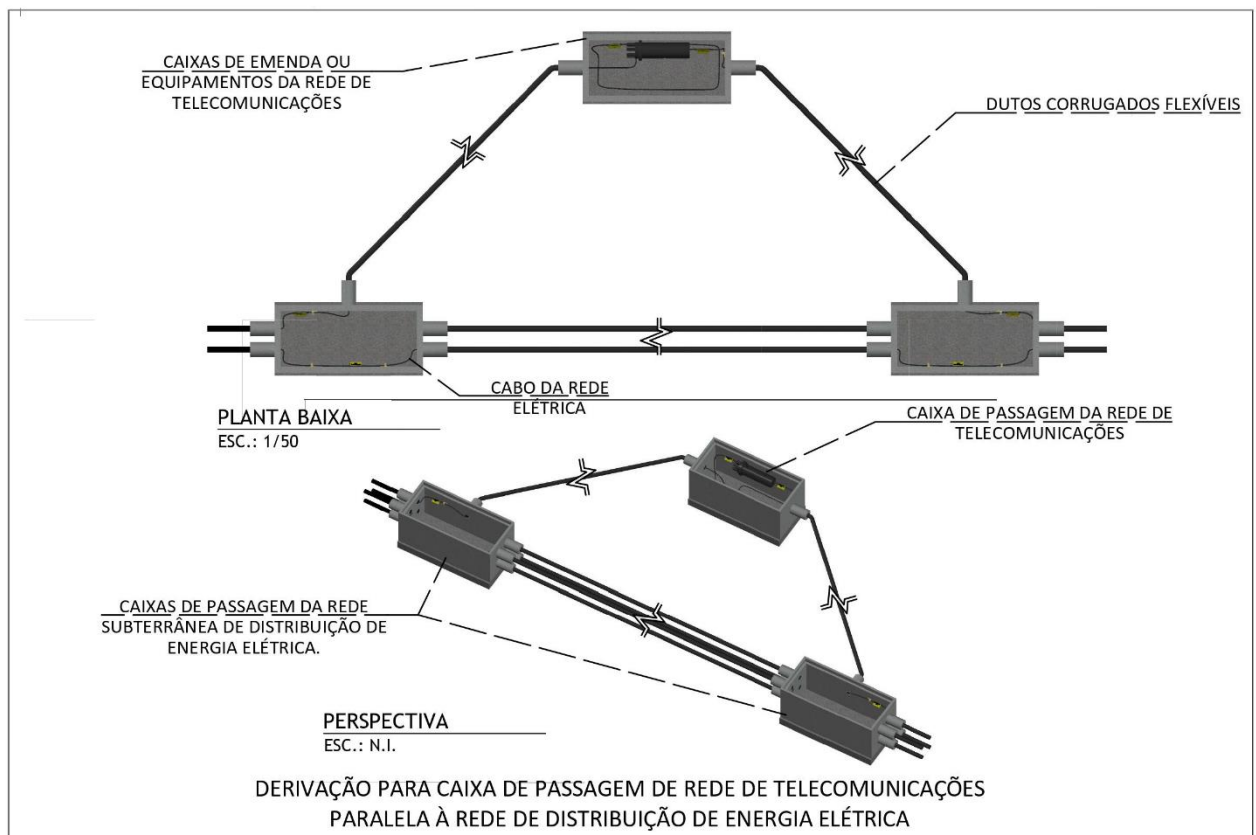 CAIXAS DE EMENDA OU
EQUIPAMENTOS DA REDE DE
TELECOMUNICAÇÕES
DUTOS CORRUGADOS FLEXÍVEIS
CABO DA REDE
ELÉTRICA
PLANTA BAIXA
ESC.: 1/50
CAIXA DE PASSAGEM DA REDE DE
TELECOMUNICAÇÕES
CAIXAS DE PASSAGEM DA REDE
SUBTERRÂNEA DE DISTRIBUIÇÃO DE
ENERGIA ELÉTRICA.
PERSPECTIVA
ESC.: N.I.
DERIVAÇÃO PARA CAIXA DE PASSAGEM DE REDE DE TELECOMUNICAÇÕES
PARALELA À REDE DE DISTRIBUIÇÃO DE ENERGIA ELÉTRICA